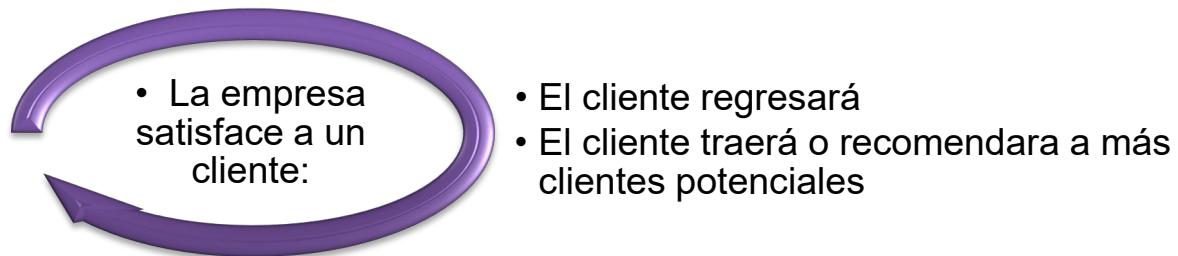 • La empresa
satisface a un
cliente:
• El cliente regresará
• El cliente traerá o recomendara a más
clientes potenciales